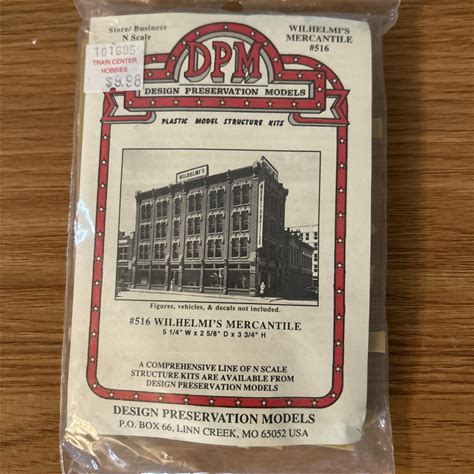 Store/ Business
N Scale
WILHELMI'S
MERCANTILE
#516
101695
TRAIN CENTER
HOBBIES
$8.98
DPM
DESIGN PRESERVATION MODELS
PLASTIC MODEL STRUCTURE KITS
WILHELMI'S
Figures, vehicles, & decals not included.
#516 WILHELMI'S MERCANTILE
5 1/4" W x 2 5/8" D x 3 3/4" H
A COMPREHENSIVE LINE OF N SCALE
STRUCTURE KITS ARE AVAILABLE FROM
DESIGN PRESERVATION MODELS
DESIGN PRESERVATION MODELS
P.O. BOX 66, LINN CREEK, MO 65052 USA